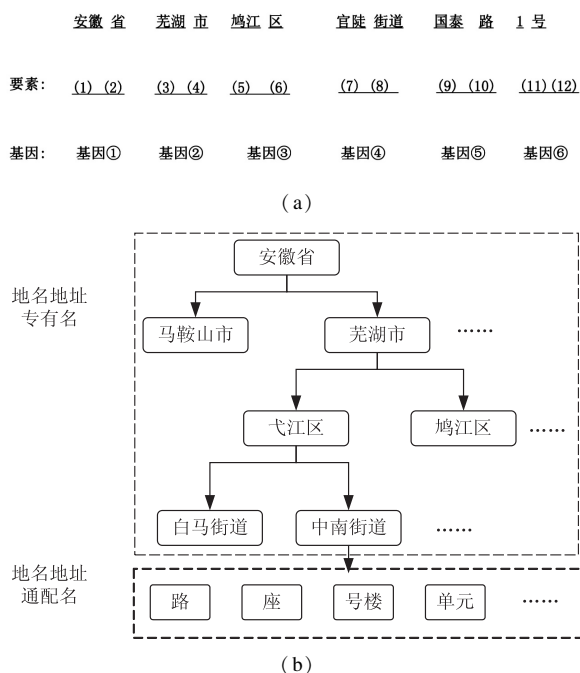 安徽 省 芜湖 市 鸠江 区 官陡 街道 国泰 路 1 号
要素: (1) (2) (3) (4) (5) (6) (7) (8) (9) (10) (11)(12)
基因: 基因① 基因② 基因③ 基因④ 基因⑤ 基因⑥
(a)
安徽省
地名地址
专有名
马鞍山市 芜湖市 ……
弋江区 鸠江区 ……
白马街道 中南街道 ……
地名地址
通配名
路 座 号楼 单元 ……
(b)